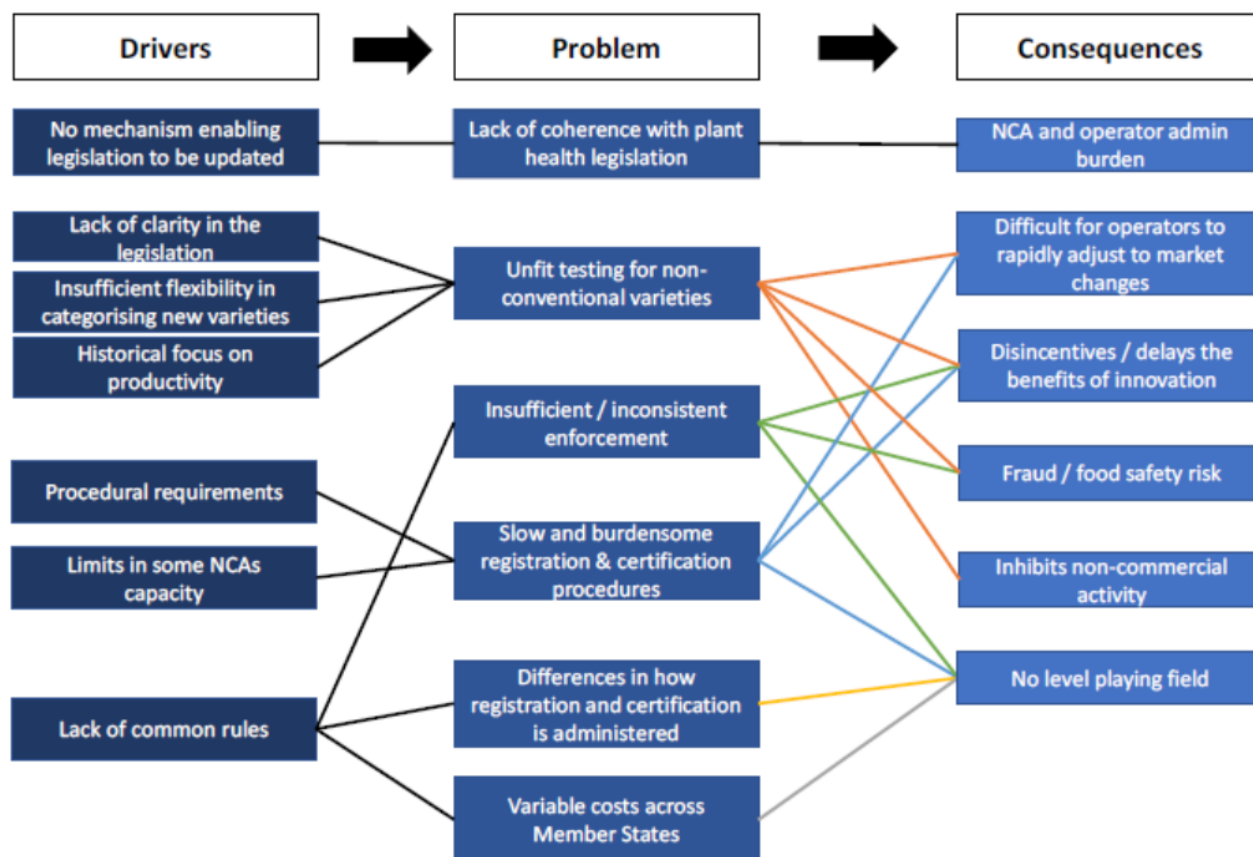 Drivers
Problem
Consequences
No mechanism enabling
legislation to be updated
Lack of coherence with plant
health legislation
NCA and operator admin
burden
Lack of clarity in the
legislation
Insufficient flexibility in
categorising new varieties
Historical focus on
productivity
Unfit testing for non-
conventional varieties
Difficult for operators to
rapidly adjust to market
changes
Disincentives / delays the
benefits of innovation
Insufficient / inconsistent
enforcement
Fraud / food safety risk
Procedural requirements
Limits in some NCAs
capacity
Slow and burdensome
registration & certification
procedures
Inhibits non-commercial
activity
Lack of common rules
Differences in how
registration and certification
is administered
No level playing field
Variable costs across
Member States